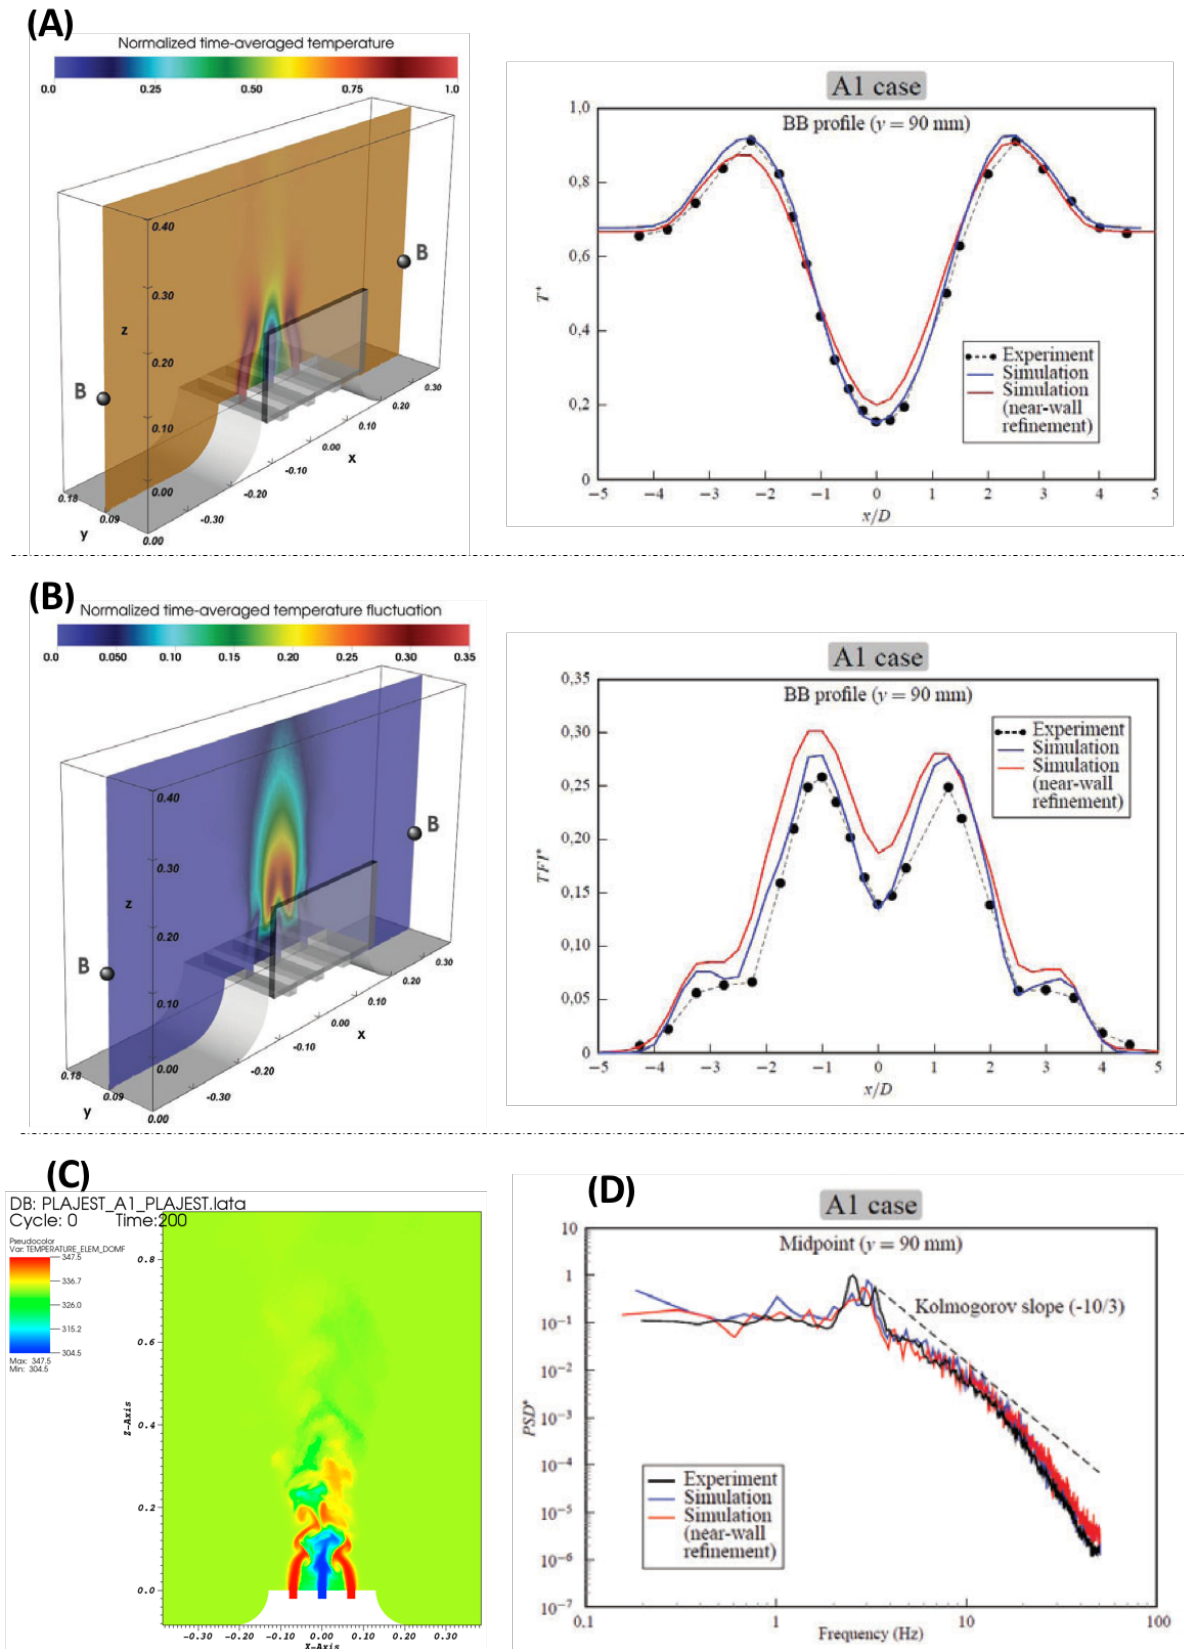 (A)
Normalized time-averaged temperature
0.0 0.25 0.50 0.75 1.0
0.40
0.30
z
0.20
0.10
0.00
B
B
0.18
0.09
0.00
y
-0.30
-0.20
-0.10
0.00
0.10
0.20
0.30
x
A1 case
BB profile (y = 90 mm)
1,0
0,8
0,6
0,4
0,2
0
T*
Experiment
Simulation
Simulation
(near-wall
refinement)
−5 −4 −3 −2 −1 0 1 2 3 4 5
x/D
(B)
Normalized time-averaged temperature fluctuation
0.0 0.050 0.10 0.15 0.20 0.25 0.30 0.35
0.40
0.30
z
0.20
0.10
0.00
B
B
0.18
0.09
0.00
y
-0.30
-0.20
-0.10
0.00
0.10
0.20
0.30
x
A1 case
BB profile (y = 90 mm)
0,35
0,30
0,25
0,20
0,15
0,10
0,05
0
TFI*
Experiment
Simulation
Simulation
(near-wall
refinement)
−5 −4 −3 −2 −1 0 1 2 3 4 5
x/D
(C)
DB: PLAJEST_A1_PLAJEST.lata
Cycle: 0 Time:200
Pseudocolor
Var: TEMPERATURE_ELEM_DOMF
347.5
336.7
326.0
315.2
304.5
Max: 347.5
Min: 304.5
0.8
0.6
0.4
0.2
0.0
Z-Axis
-0.30 -0.20 -0.10 0.00 0.10 0.20 0.30
X-Axis
(D)
A1 case
Midpoint (y = 90 mm)
Kolmogorov slope (-10/3)
10
1
10−1
10−2
10−3
10−4
10−5
10−6
10−7
PSD*
Experiment
Simulation
Simulation
(near-wall
refinement)
0.1 1 10 100
Frequency (Hz)